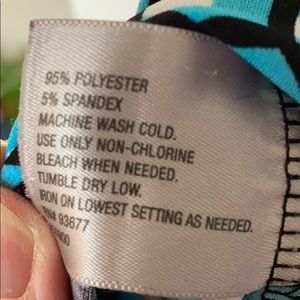 95% POLYESTER
5% SPANDEX
MACHINE WASH COLD.
USE ONLY NON-CHLORINE
BLEACH WHEN NEEDED.
TUMBLE DRY LOW.
IRON ON LOWEST SETTING AS NEEDED.
93677